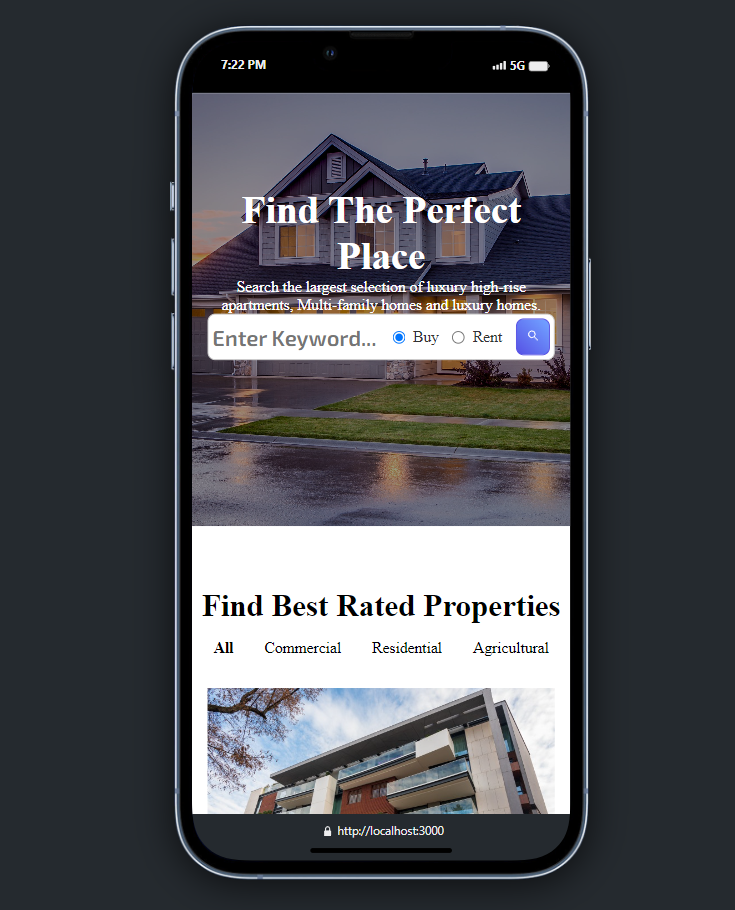 7:22 PM
5G
Find The Perfect
Place
Search the largest selection of luxury high-rise
apartments, Multi-family homes and luxury homes.
Enter Keyword... Buy Rent
Find Best Rated Properties
All Commercial Residential Agricultural
http://localhost:3000